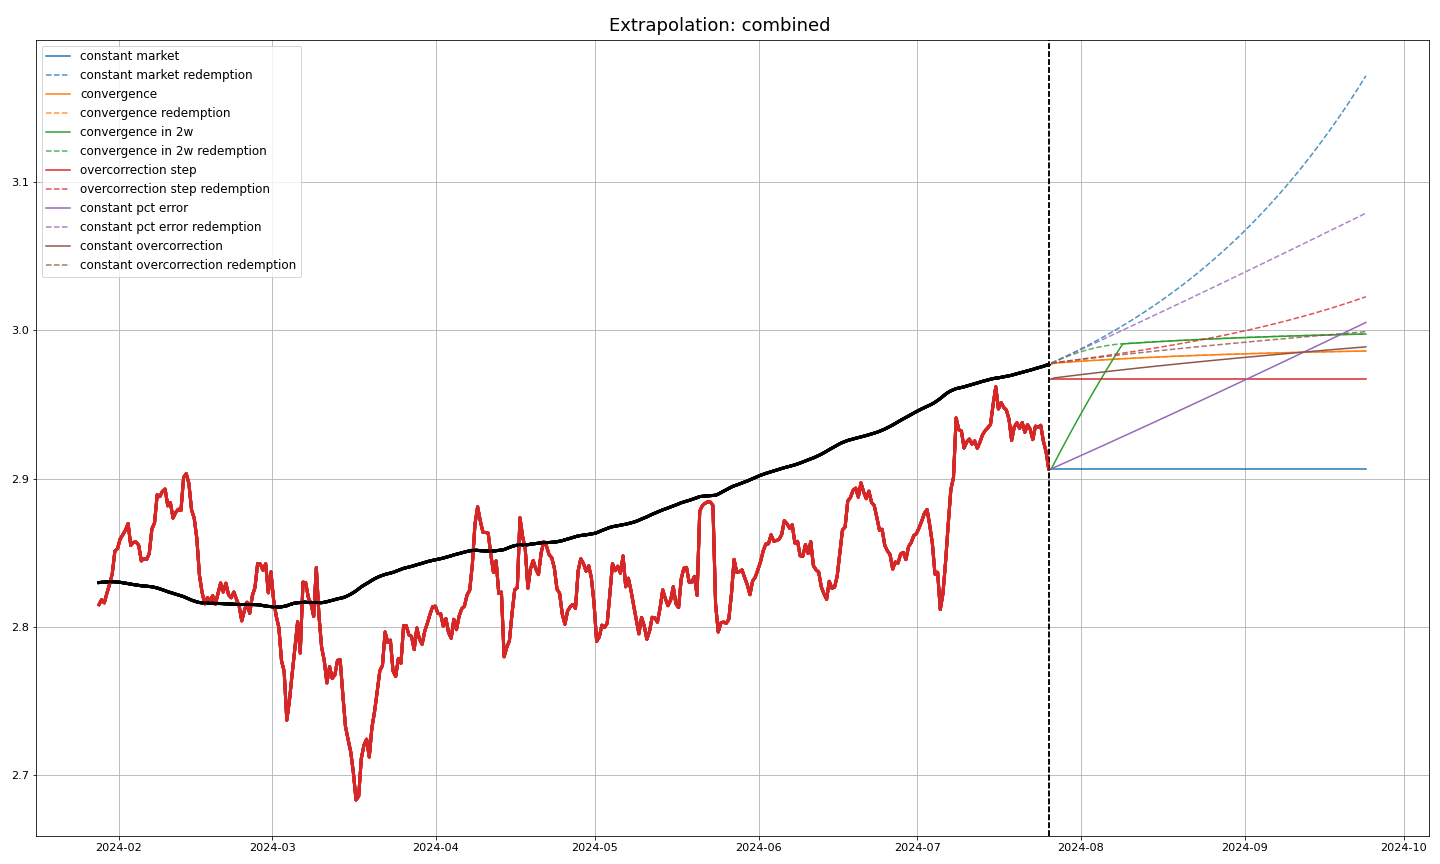 Extrapolation: combined
constant market
constant market redemption
convergence
convergence redemption
convergence in 2w
convergence in 2w redemption
overcorrection step
overcorrection step redemption
constant pct error
constant pct error redemption
constant overcorrection
constant overcorrection redemption
3.1
3.0
2.9
2.8
2.7
2024-02
2024-03
2024-04
2024-05
2024-06
2024-07
2024-08
2024-09
2024-10